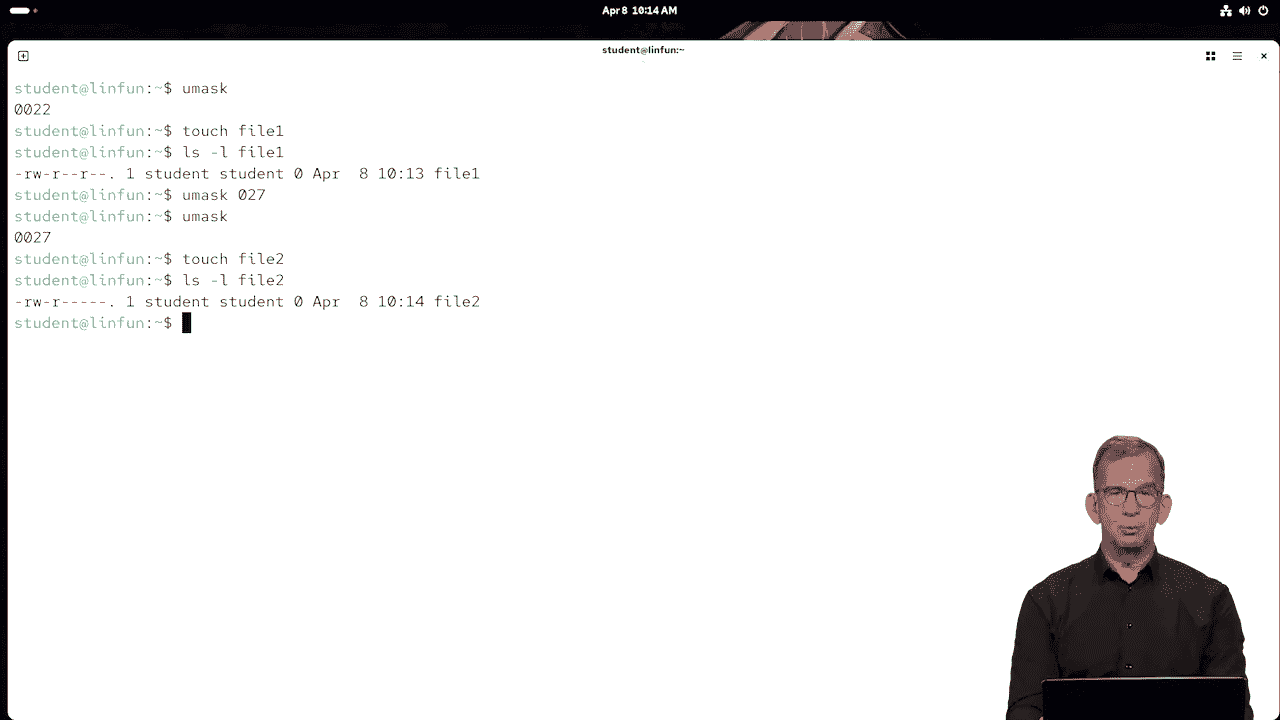 Apr 8 10:14 AM
student@linfun:~
student@linfun:~$ umask
0022
student@linfun:~$ touch file1
student@linfun:~$ ls -l file1
-rw-r--r--. 1 student student 0 Apr  8 10:13 file1
student@linfun:~$ umask 027
student@linfun:~$ umask
0027
student@linfun:~$ touch file2
student@linfun:~$ ls -l file2
-rw-r-----. 1 student student 0 Apr  8 10:14 file2
student@linfun:~$